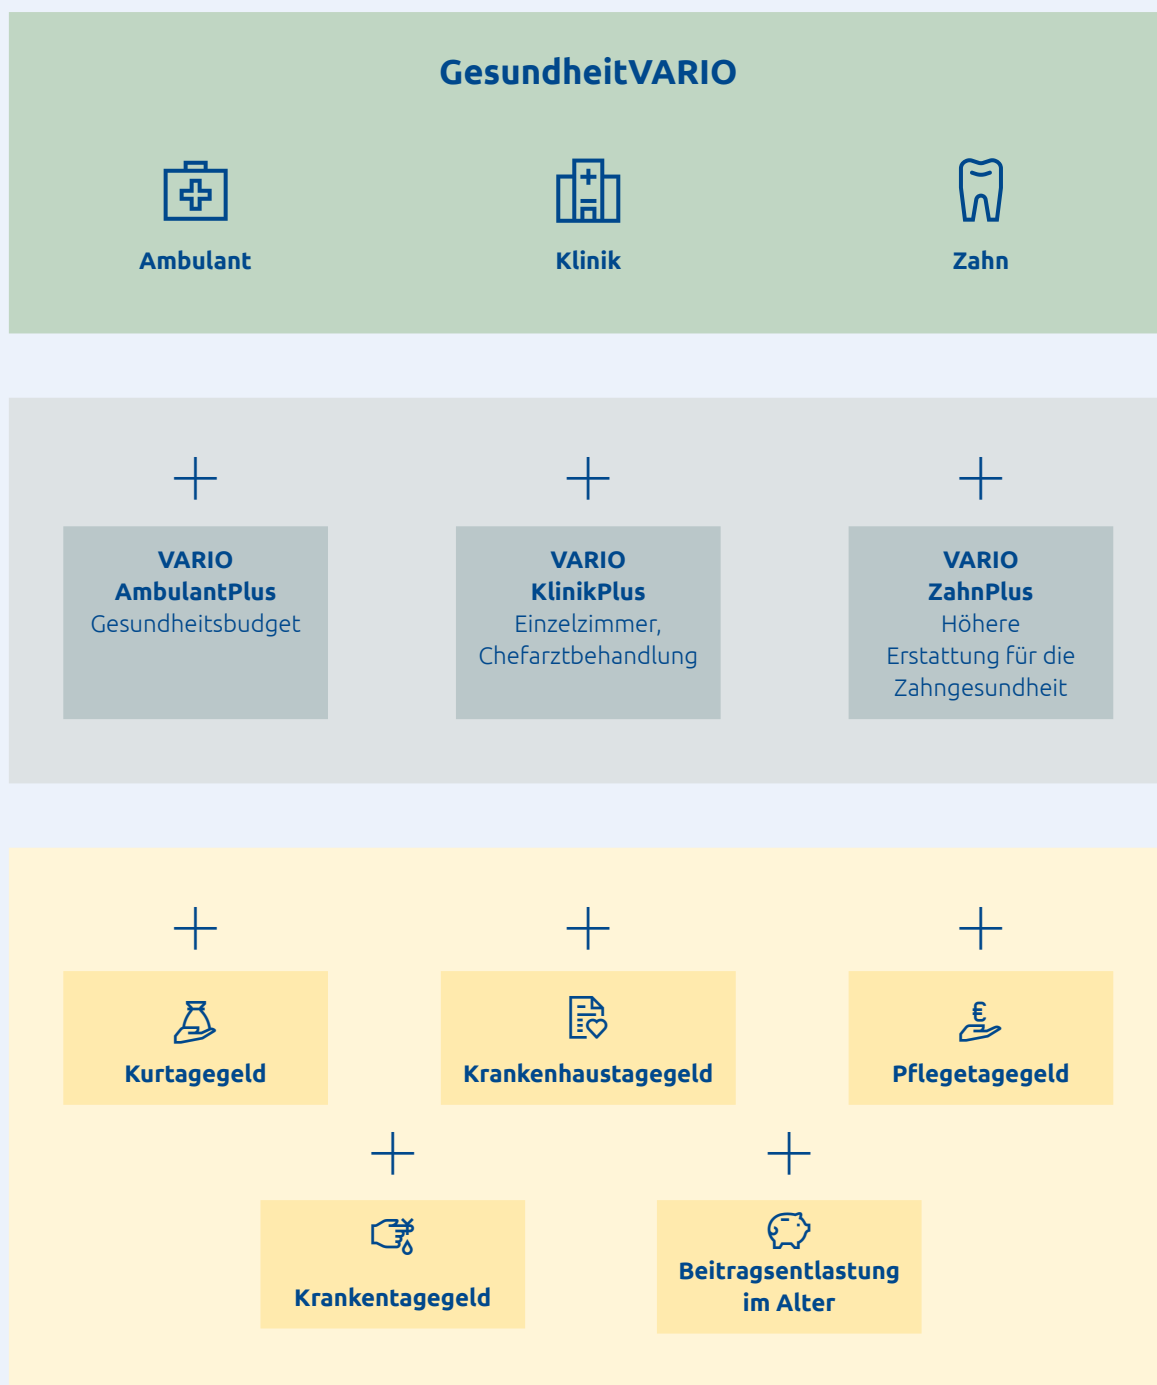 GesundheitVARIO
Ambulant
Klinik
Zahn
VARIO
AmbulantPlus
Gesundheitsbudget
VARIO
KlinikPlus
Einzelzimmer,
Chefarztbehandlung
VARIO
ZahnPlus
Höhere
Erstattung für die
Zahngesundheit
Kurtagegeld
Krankenhaustagegeld
€
Pflegetagegeld
Krankentagegeld
Beitragsentlastung
im Alter